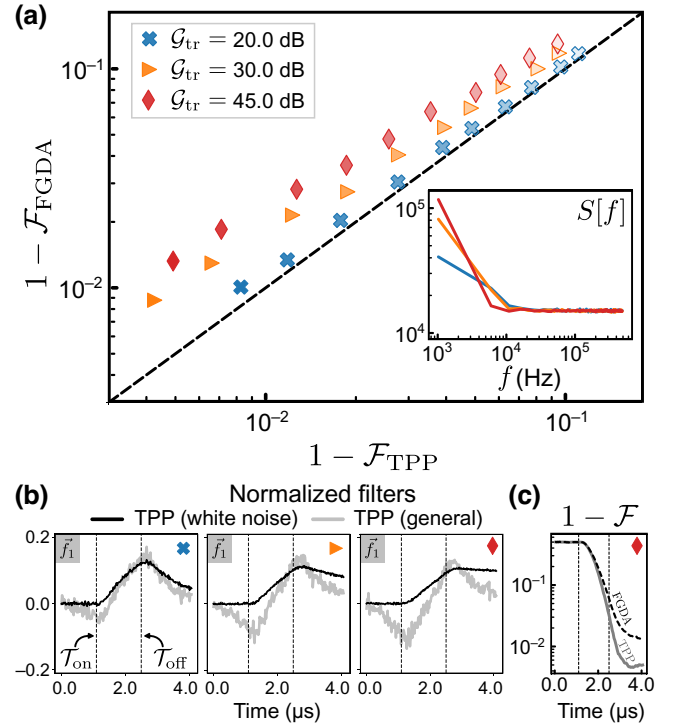 (a)
𝒢tr = 20.0 dB
𝒢tr = 30.0 dB
𝒢tr = 45.0 dB
10⁻¹
10⁻²
1 − ℱFGDA
S[f]
10⁵
10⁴
10³ 10⁴ 10⁵
f (Hz)
10⁻² 10⁻¹
1 − ℱTPP
(b) Normalized filters
TPP (white noise) TPP (general)
0.2
0.0
−0.2
f⃗₁ f⃗₁ f⃗₁
𝒯on 𝒯off
0.0 2.0 4.0 0.0 2.0 4.0 0.0 2.0 4.0
Time (μs) Time (μs) Time (μs)
(c) 1 − ℱ
10⁻¹
10⁻²
FGDA
TPP
0.0 2.0 4.0
Time (μs)